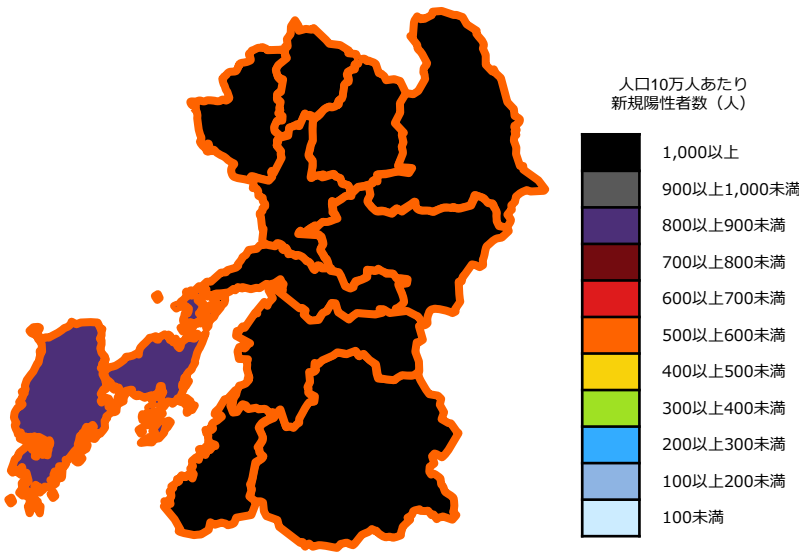 人口10万人あたり
新規陽性者数（人）
1,000以上
900以上1,000未満
800以上900未満
700以上800未満
600以上700未満
500以上600未満
400以上500未満
300以上400未満
200以上300未満
100以上200未満
100未満